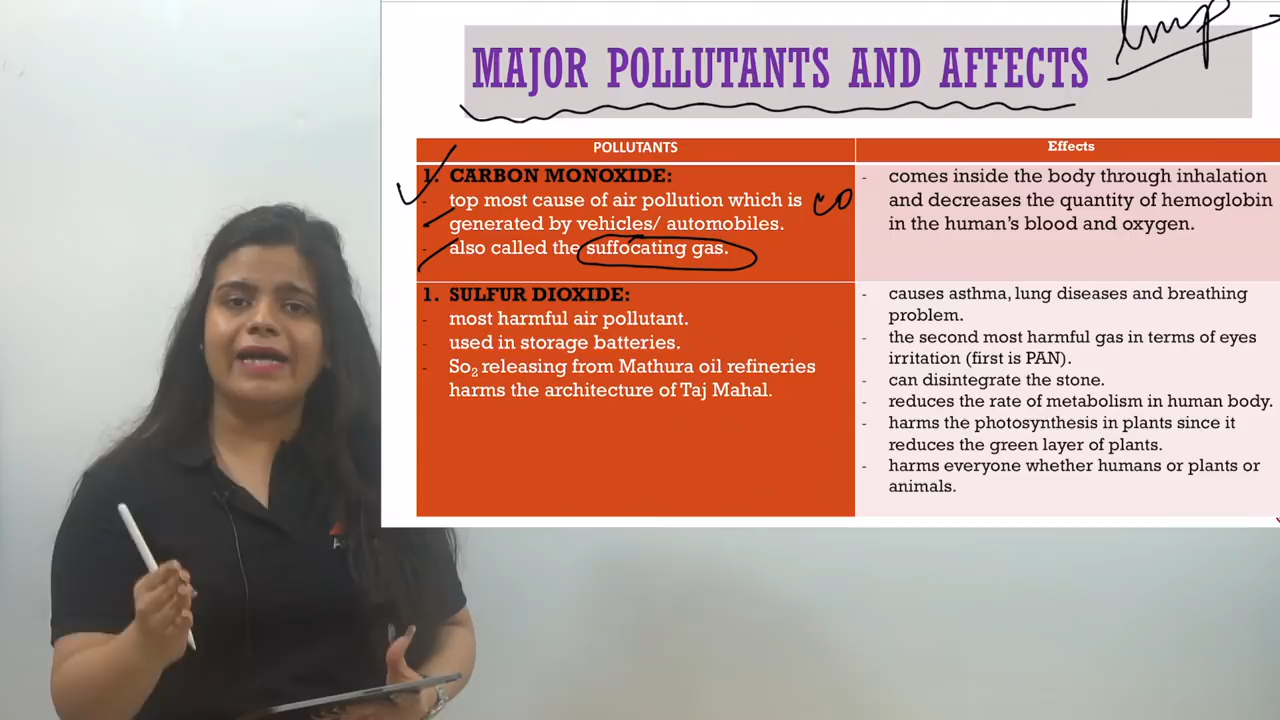 Imp
MAJOR POLLUTANTS AND AFFECTS
POLLUTANTS
1. CARBON MONOXIDE:
- top most cause of air pollution which is
generated by vehicles/ automobiles.
- also called the suffocating gas.
CO
Effects
- comes inside the body through inhalation
and decreases the quantity of hemoglobin
in the human's blood and oxygen.
1. SULFUR DIOXIDE:
- most harmful air pollutant.
- used in storage batteries.
- So₂ releasing from Mathura oil refineries
harms the architecture of Taj Mahal.
- causes asthma, lung diseases and breathing
problem.
- the second most harmful gas in terms of eyes
irritation (first is PAN).
- can disintegrate the stone.
- reduces the rate of metabolism in human body.
- harms the photosynthesis in plants since it
reduces the green layer of plants.
- harms everyone whether humans or plants or
animals.